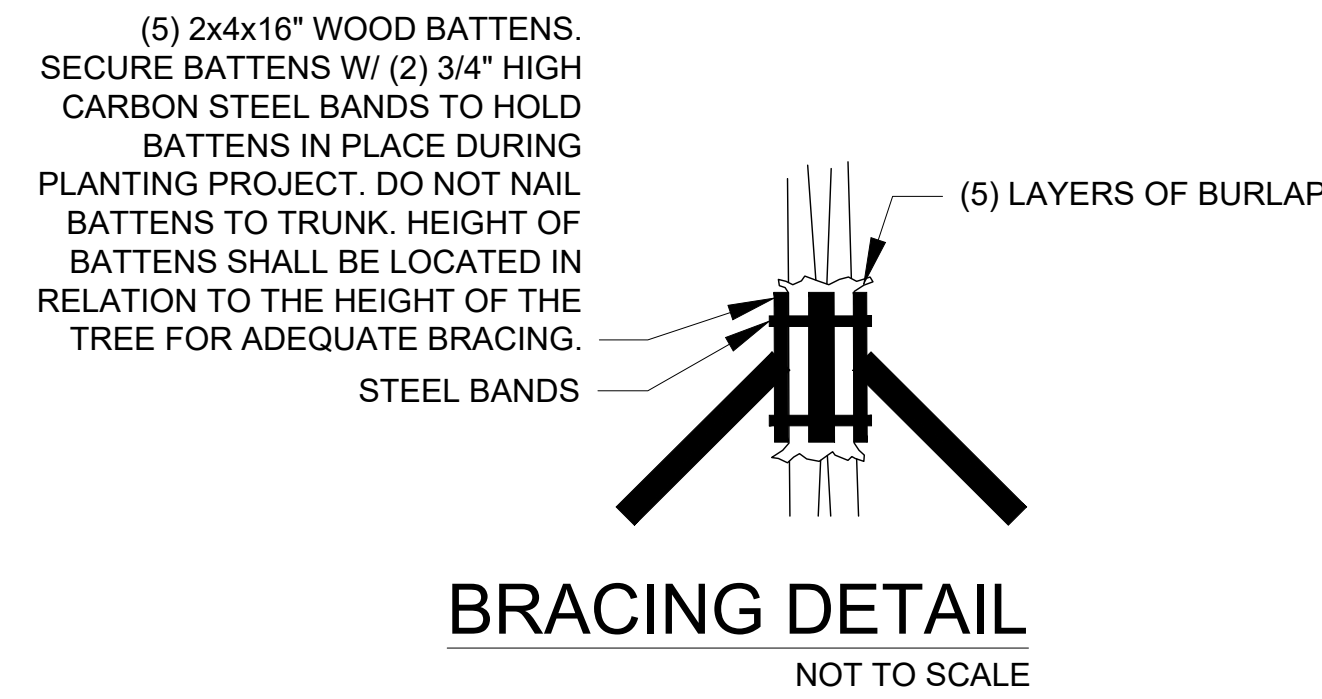 (5) 2x4x16" WOOD BATTENS.
SECURE BATTENS W/ (2) 3/4" HIGH
CARBON STEEL BANDS TO HOLD
BATTENS IN PLACE DURING
PLANTING PROJECT. DO NOT NAIL
BATTENS TO TRUNK. HEIGHT OF
BATTENS SHALL BE LOCATED IN
RELATION TO THE HEIGHT OF THE
TREE FOR ADEQUATE BRACING.
STEEL BANDS
(5) LAYERS OF BURLAP
BRACING DETAIL
NOT TO SCALE